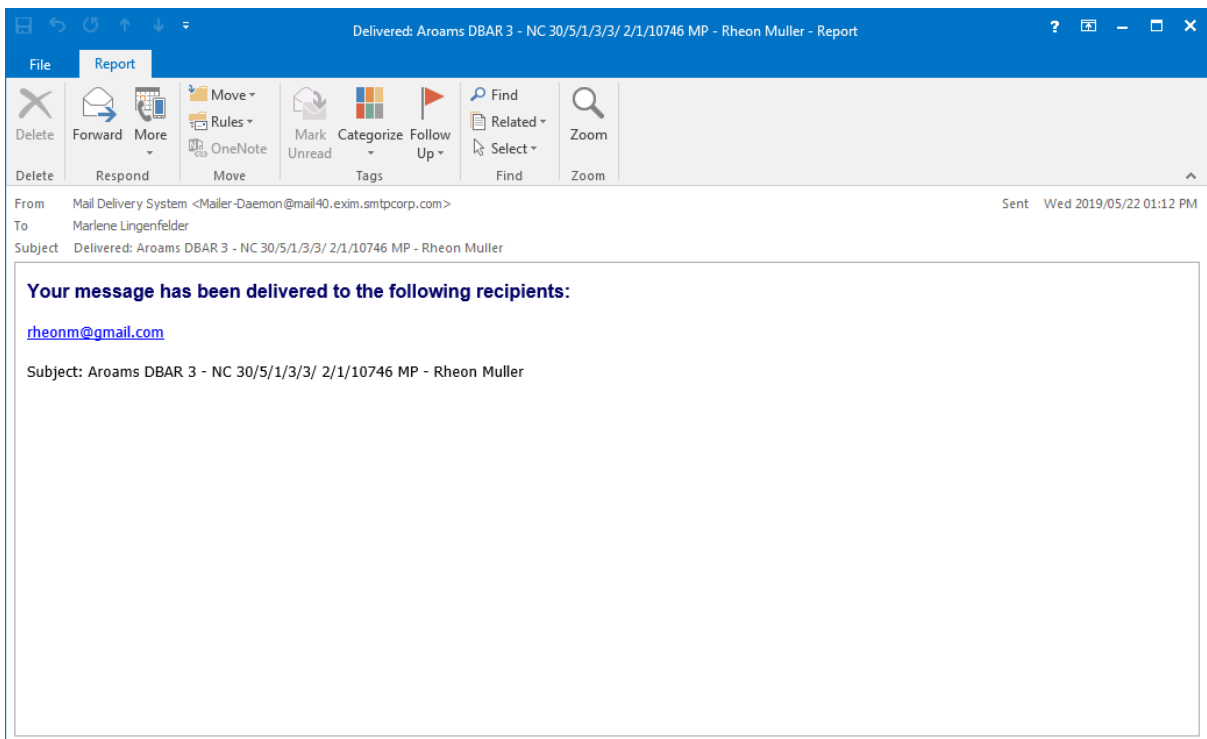 Delivered: Aroams DBAR 3 - NC 30/5/1/3/3/ 2/1/10746 MP - Rheon Muller - Report
File Report
Delete
Forward
More
Move
Rules
OneNote
Mark Unread
Categorize
Follow Up
Find
Related
Select
Zoom
Delete Respond Move Tags Find Zoom
From Mail Delivery System <Mailer-Daemon@mail40.exim.smtpcorp.com> Sent Wed 2019/05/22 01:12 PM
To Marlene Lingenfelder
Subject Delivered: Aroams DBAR 3 - NC 30/5/1/3/3/ 2/1/10746 MP - Rheon Muller
Your message has been delivered to the following recipients:
rheonm@gmail.com
Subject: Aroams DBAR 3 - NC 30/5/1/3/3/ 2/1/10746 MP - Rheon Muller